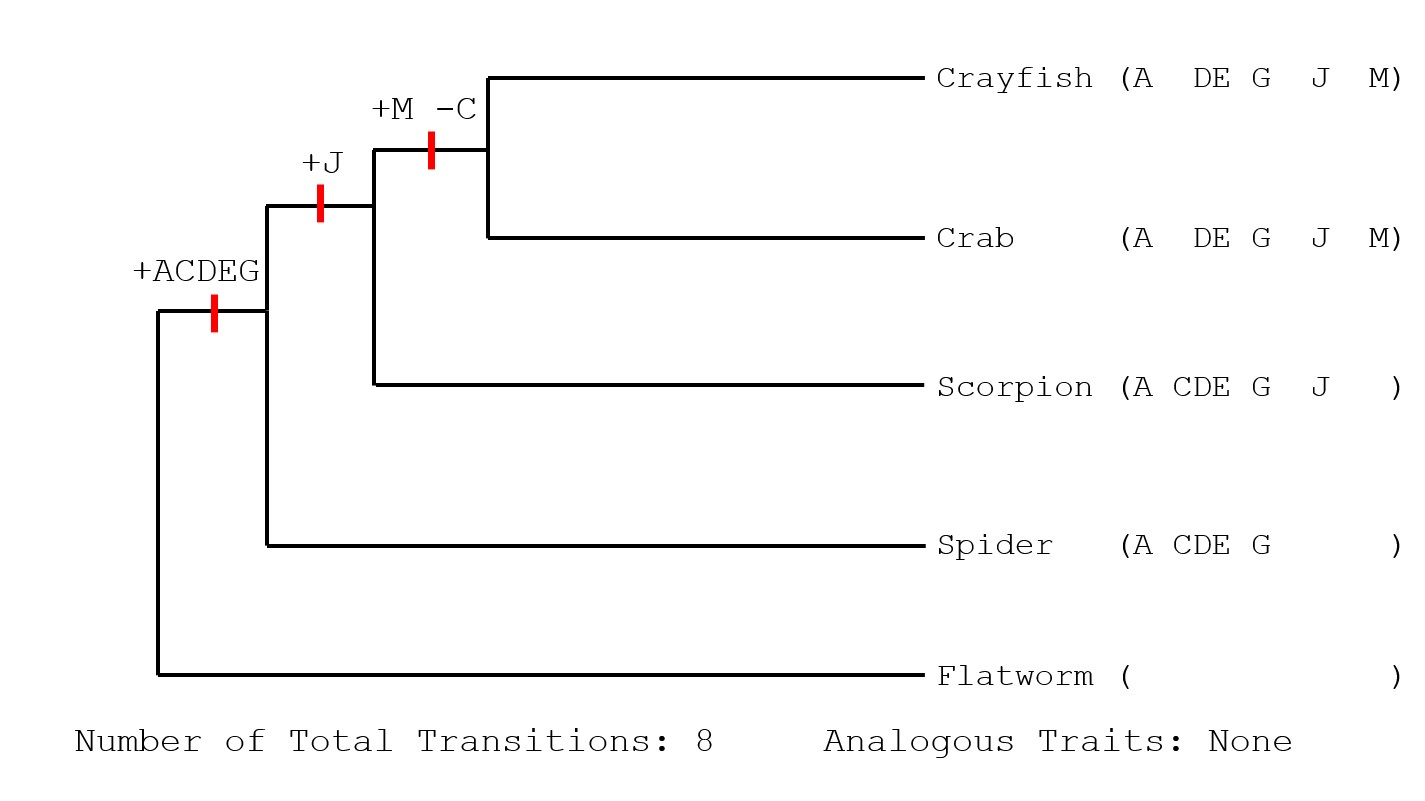 Crayfish (A  DE G  J  M)
+M -C
+J
Crab     (A  DE G  J  M)
+ACDEG
Scorpion (A CDE G  J   )
Spider   (A CDE G      )
Flatworm (             )
Number of Total Transitions: 8     Analogous Traits: None